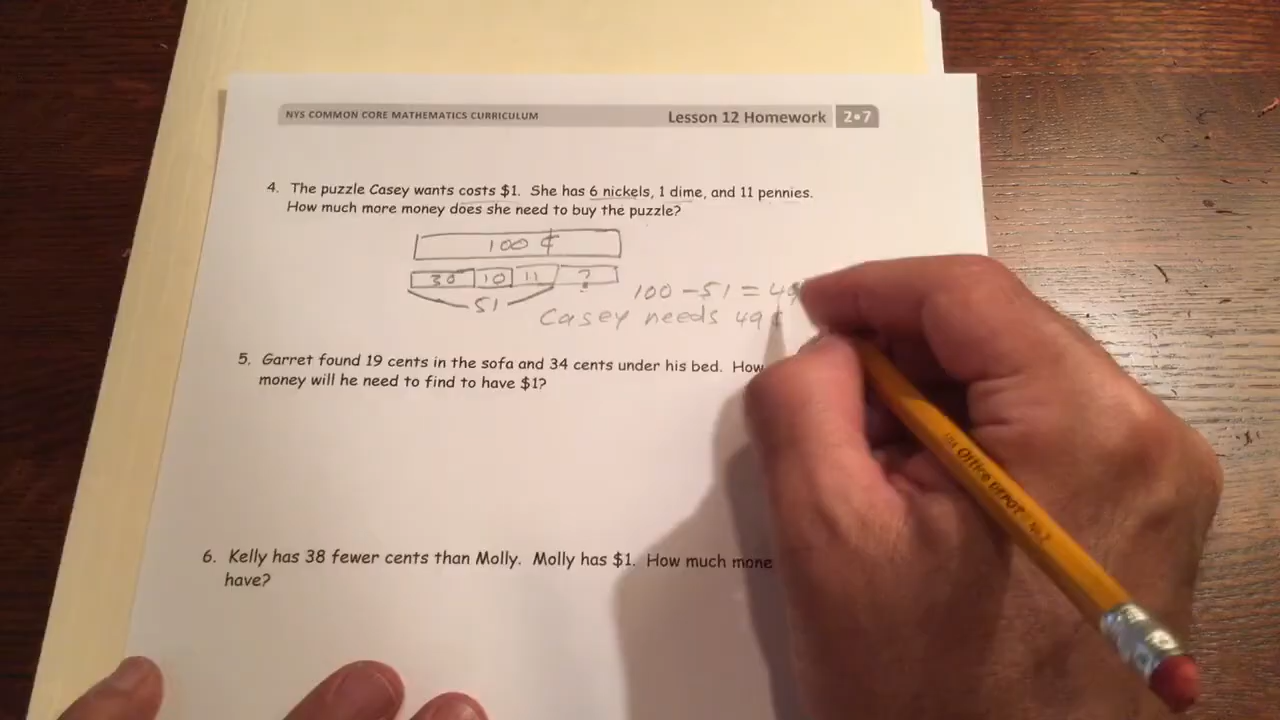 NYS COMMON CORE MATHEMATICS CURRICULUM
Lesson 12 Homework 2•7
4. The puzzle Casey wants costs $1. She has 6 nickels, 1 dime, and 11 pennies.
How much more money does she need to buy the puzzle?
100 ¢
30 10 11 ?
51
100 - 51 = 49
Casey needs 49 ¢
5. Garret found 19 cents in the sofa and 34 cents under his bed. How
money will he need to find to have $1?
6. Kelly has 38 fewer cents than Molly. Molly has $1. How much mone
have?
Office DEPOT No. 2